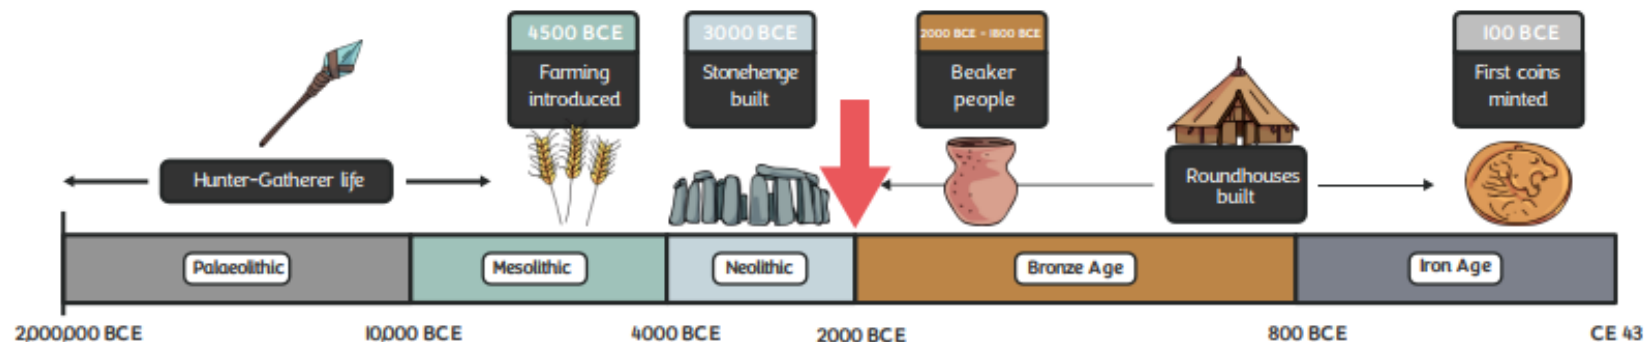 4500 BCE
Farming
introduced
3000 BCE
Stonehenge
built
2000 BCE - 1800 BCE
Beaker
people
100 BCE
First coins
minted
Hunter-Gatherer life
Roundhouses
built
Palaeolithic
Mesolithic
Neolithic
Bronze Age
Iron Age
2,000,000 BCE
10,000 BCE
4000 BCE
2000 BCE
800 BCE
CE 43